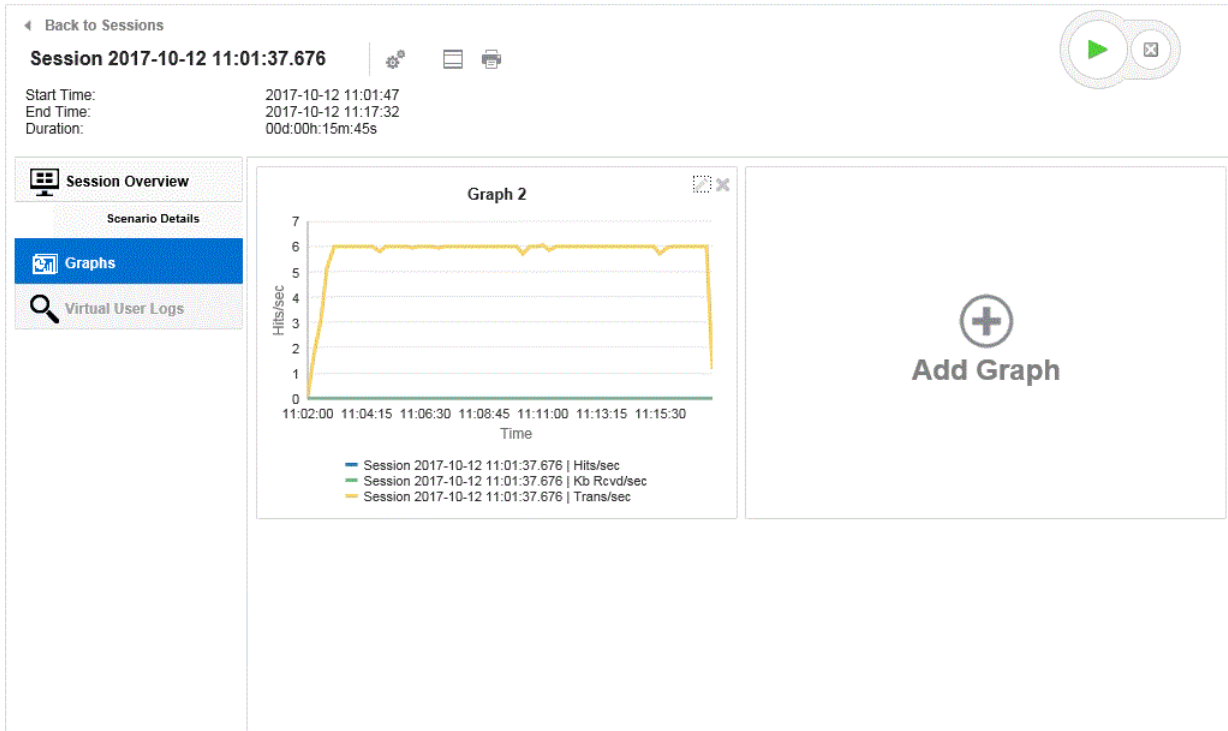 Back to Sessions
Session 2017-10-12 11:01:37.676
Start Time: 2017-10-12 11:01:47
End Time: 2017-10-12 11:17:32
Duration: 00d:00h:15m:45s
Session Overview
Scenario Details
Graphs
Virtual User Logs
Graph 2
7
6
5
4
3
2
1
0
Hits/sec
11:02:00 11:04:15 11:06:30 11:08:45 11:11:00 11:13:15 11:15:30
Time
Session 2017-10-12 11:01:37.676 | Hits/sec
Session 2017-10-12 11:01:37.676 | Kb Rcvd/sec
Session 2017-10-12 11:01:37.676 | Trans/sec
Add Graph